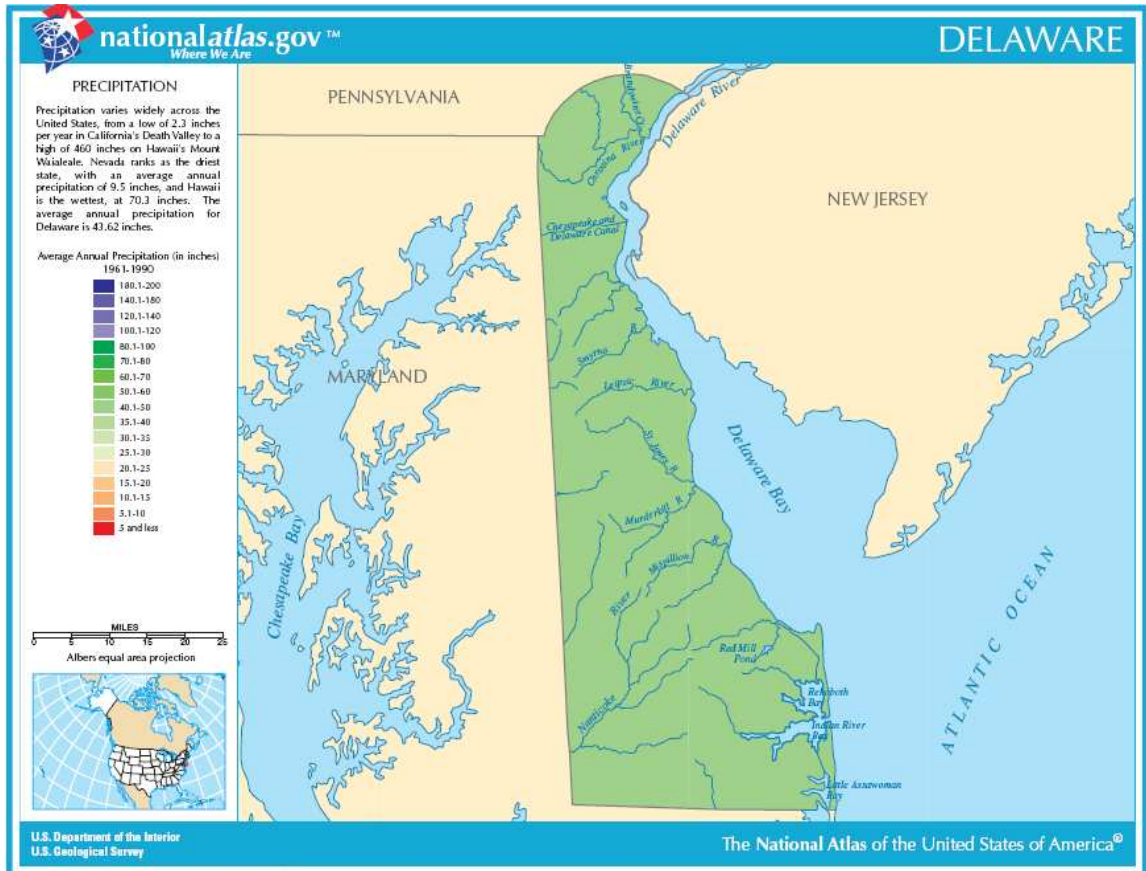 nationalatlas.gov™
Where We Are
DELAWARE
PRECIPITATION
Precipitation varies widely across the
United States, from a low of 2.3 inches
per year in California's Death Valley to a
high of 460 inches on Hawaii's Mount
Waialeale. Nevada ranks as the driest
state, with an average annual
precipitation of 9.5 inches, and Hawaii
is the wettest, at 70.3 inches. The
average annual precipitation for
Delaware is 43.62 inches.
Average Annual Precipitation (in inches)
1961-1990
180.1-200
140.1-180
120.1-140
100.1-120
80.1-100
70.1-80
60.1-70
50.1-60
40.1-50
35.1-40
30.1-35
25.1-30
20.1-25
15.1-20
10.1-15
5.1-10
5 and less
MILES
0 5 10 15 20 25
Albers equal area projection
PENNSYLVANIA
Brandywine Cr
Delaware River
Christina River
NEW JERSEY
Chesapeake and
Delaware Canal
Smyrna R
MARYLAND
Leipsic River
St Jones R
Delaware Bay
Murderkill R
Mispillion R
Chesapeake Bay
Nanticoke River
Red Mill
Pond
Rehoboth
Bay
Indian River
Bay
Little Assawoman
Bay
ATLANTIC OCEAN
U.S. Department of the Interior
U.S. Geological Survey
The National Atlas of the United States of America®